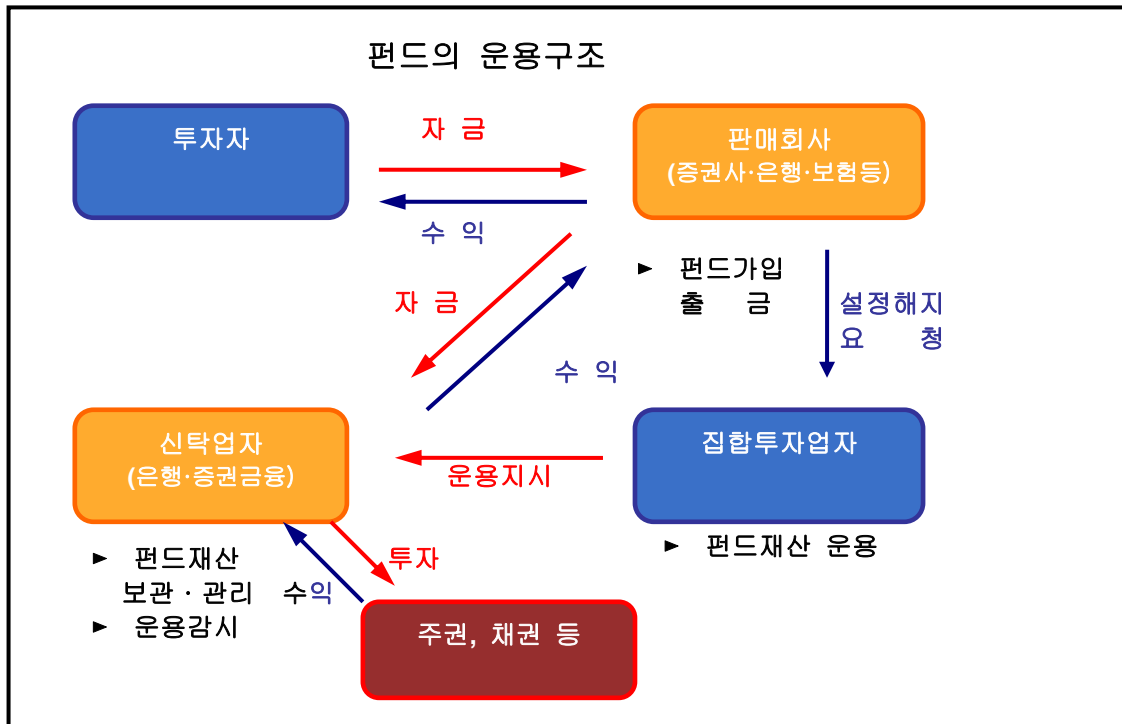 펀드의 운용구조
투자자
자 금
판매회사
(증권사·은행·보험등)
수 익
► 펀드가입
출 금
설정해지
요 청
자 금
수 익
신탁업자
(은행·증권금융)
운용지시
집합투자업자
► 펀드재산
보관 · 관리
► 운용감시
수익
투자
► 펀드재산 운용
주권, 채권 등